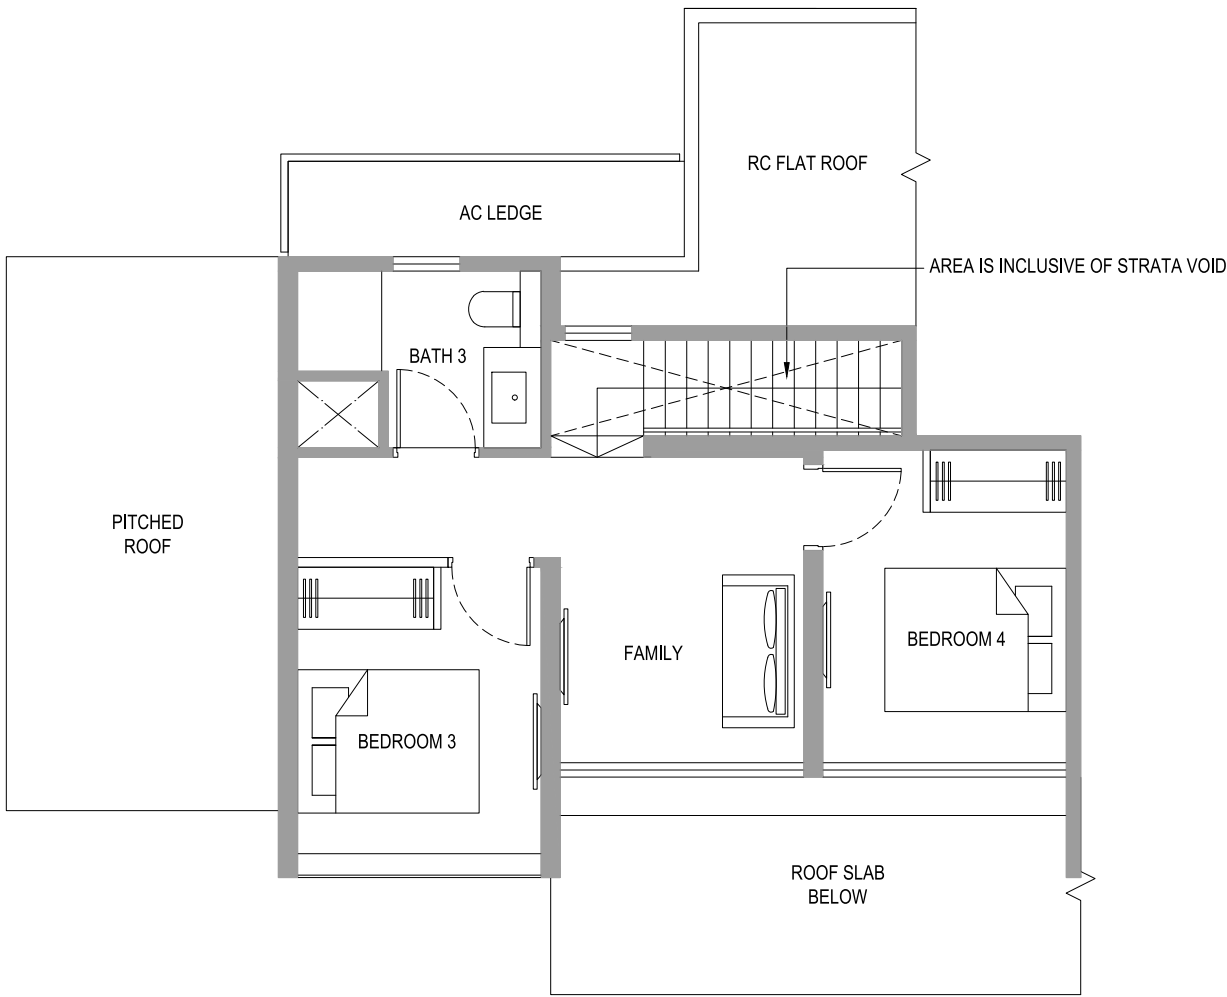 RC FLAT ROOF
AC LEDGE
AREA IS INCLUSIVE OF STRATA VOID
BATH 3
PITCHED
ROOF
FAMILY
BEDROOM 4
BEDROOM 3
ROOF SLAB
BELOW